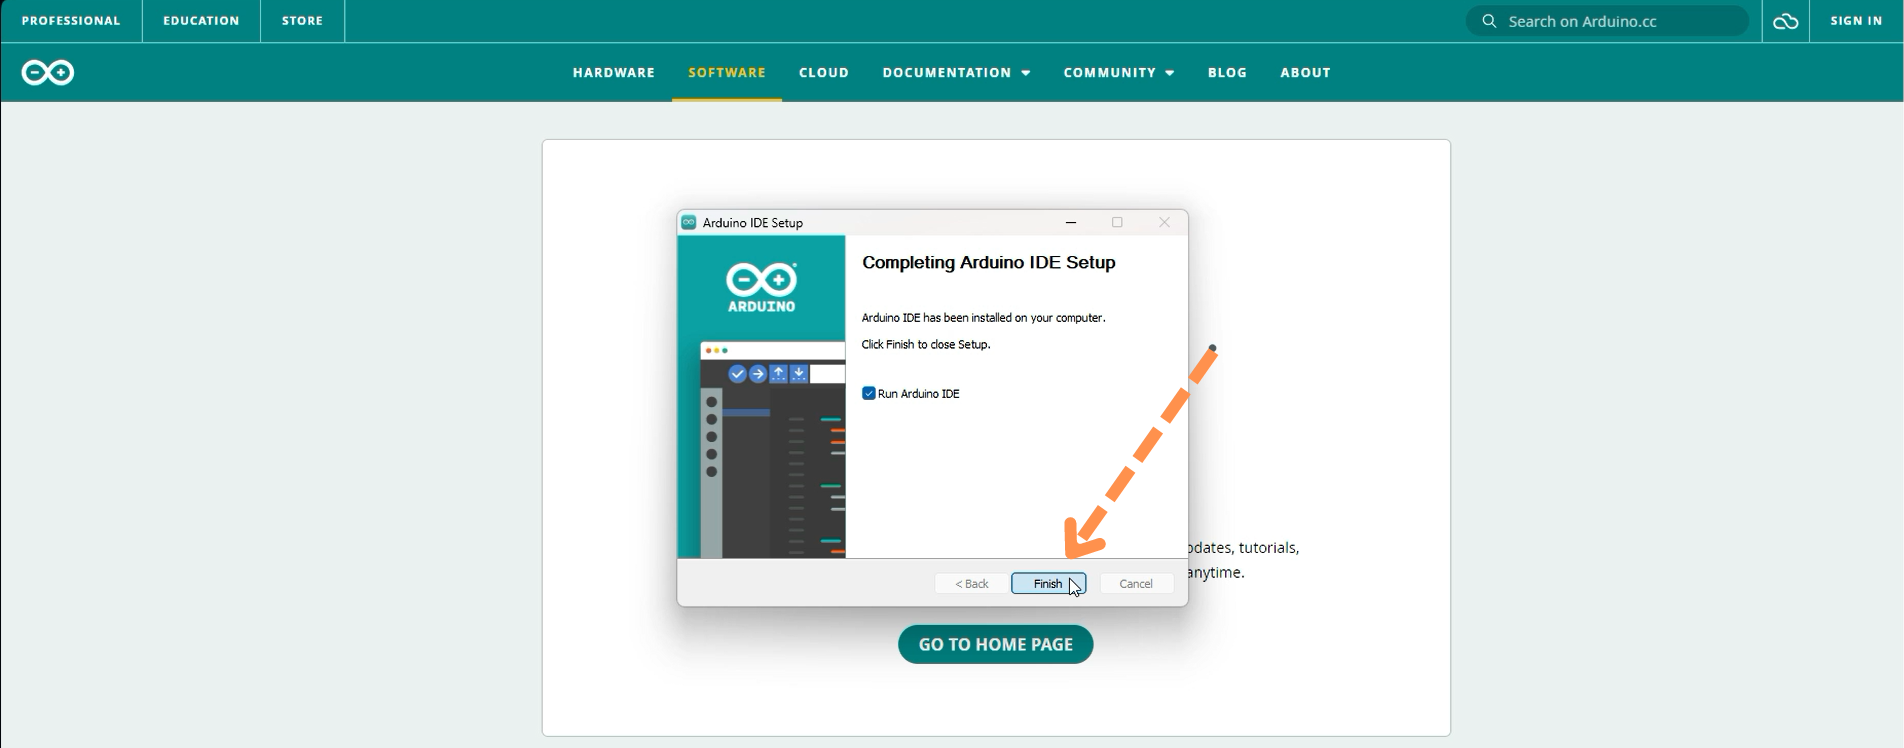 PROFESSIONAL EDUCATION STORE Search on Arduino.cc SIGN IN
HARDWARE SOFTWARE CLOUD DOCUMENTATION COMMUNITY BLOG ABOUT
Arduino IDE Setup
ARDUINO
Completing Arduino IDE Setup
Arduino IDE has been installed on your computer.
Click Finish to close Setup.
Run Arduino IDE
tutorials,
anytime.
< Back Finish Cancel
GO TO HOME PAGE